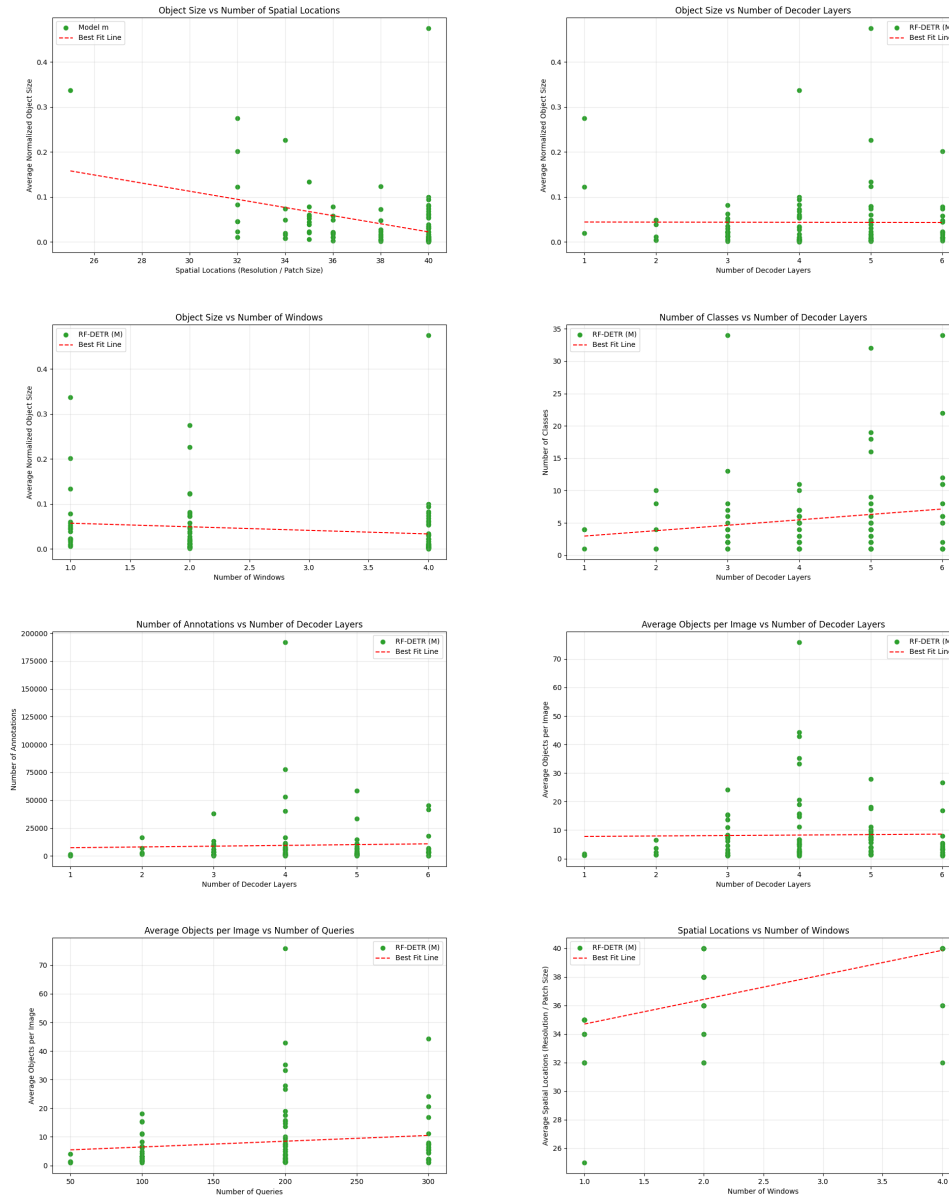 Object Size vs Number of Spatial Locations
Model m
Best Fit Line
Average Normalized Object Size
0.4
0.3
0.2
0.1
0.0
26 28 30 32 34 36 38 40
Spatial Locations (Resolution / Patch Size)
Object Size vs Number of Decoder Layers
RF-DETR (M
Best Fit Line
Average Normalized Object Size
0.4
0.3
0.2
0.1
0.0
1 2 3 4 5 6
Number of Decoder Layers
Object Size vs Number of Windows
RF-DETR (M)
Best Fit Line
Average Normalized Object Size
0.4
0.3
0.2
0.1
0.0
1.0 1.5 2.0 2.5 3.0 3.5 4.0
Number of Windows
Number of Classes vs Number of Decoder Layers
RF-DETR (M)
Best Fit Line
Number of Classes
35
30
25
20
15
10
5
0
1 2 3 4 5 6
Number of Decoder Layers
Number of Annotations vs Number of Decoder Layers
RF-DETR (M)
Best Fit Line
Number of Annotations
200000
175000
150000
125000
100000
75000
50000
25000
0
1 2 3 4 5 6
Number of Decoder Layers
Average Objects per Image vs Number of Decoder Layers
RF-DETR (M
Best Fit Line
Average Objects per Image
70
60
50
40
30
20
10
0
1 2 3 4 5 6
Number of Decoder Layers
Average Objects per Image vs Number of Queries
RF-DETR (M)
Best Fit Line
Average Objects per Image
70
60
50
40
30
20
10
0
50 100 150 200 250 300
Number of Queries
Spatial Locations vs Number of Windows
RF-DETR (M)
Best Fit Line
Average Spatial Locations (Resolution / Patch Size)
40
38
36
34
32
30
28
26
1.0 1.5 2.0 2.5 3.0 3.5 4.0
Number of Windows